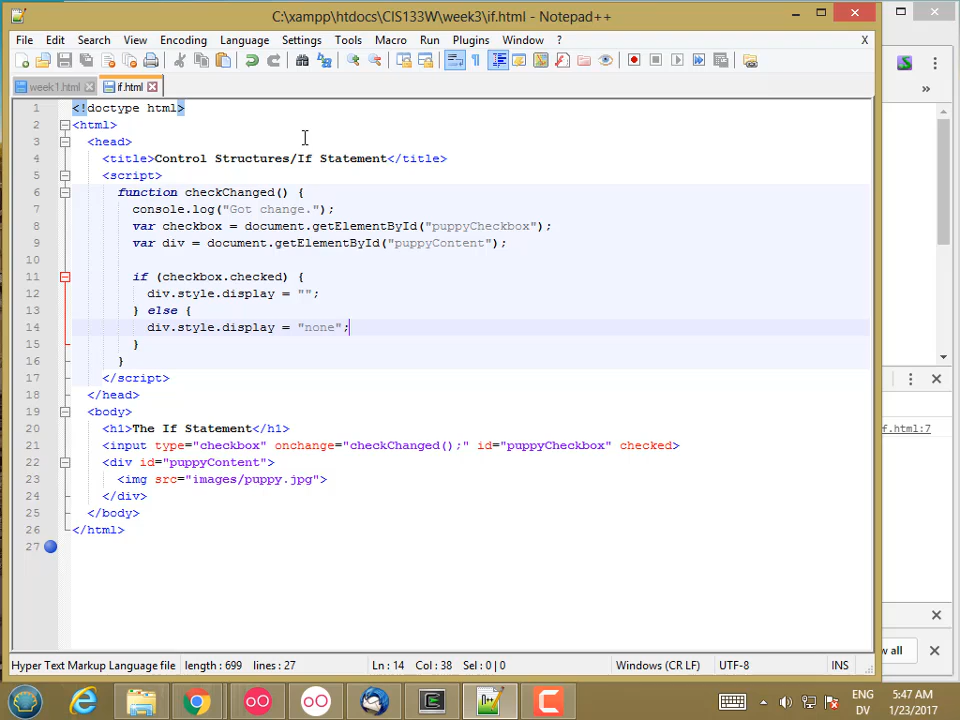 C:\xampp\htdocs\CIS133W\week3\if.html - Notepad++
File Edit Search View Encoding Language Settings Tools Macro Run Plugins Window ? X
week1.html if.html
1 <!doctype html>
2 <html>
3 <head>
4 <title>Control Structures/If Statement</title>
5 <script>
6 function checkChanged() {
7 console.log("Got change.");
8 var checkbox = document.getElementById("puppyCheckbox");
9 var div = document.getElementById("puppyContent");
10
11 if (checkbox.checked) {
12 div.style.display = "";
13 } else {
14 div.style.display = "none";
15 }
16 }
17 </script>
18 </head>
19 <body>
20 <h1>The If Statement</h1>
21 <input type="checkbox" onchange="checkChanged();" id="puppyCheckbox" checked>
22 <div id="puppyContent">
23 <img src="images/puppy.jpg">
24 </div>
25 </body>
26 </html>
27
f.html:7
w all
Hyper Text Markup Language file length : 699 lines : 27 Ln : 14 Col : 38 Sel : 0 | 0 Windows (CR LF) UTF-8 INS
ENG 5:47 AM
DV 1/23/2017